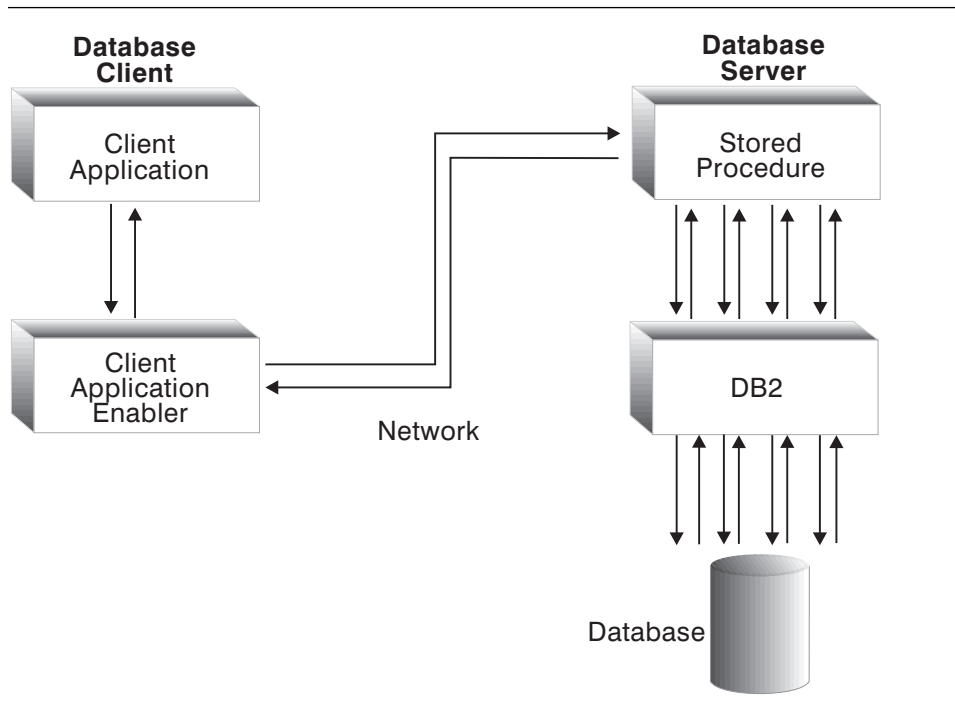 Database
Client
Database
Server
Client
Application
Stored
Procedure
Client
Application
Enabler
DB2
Network
Database